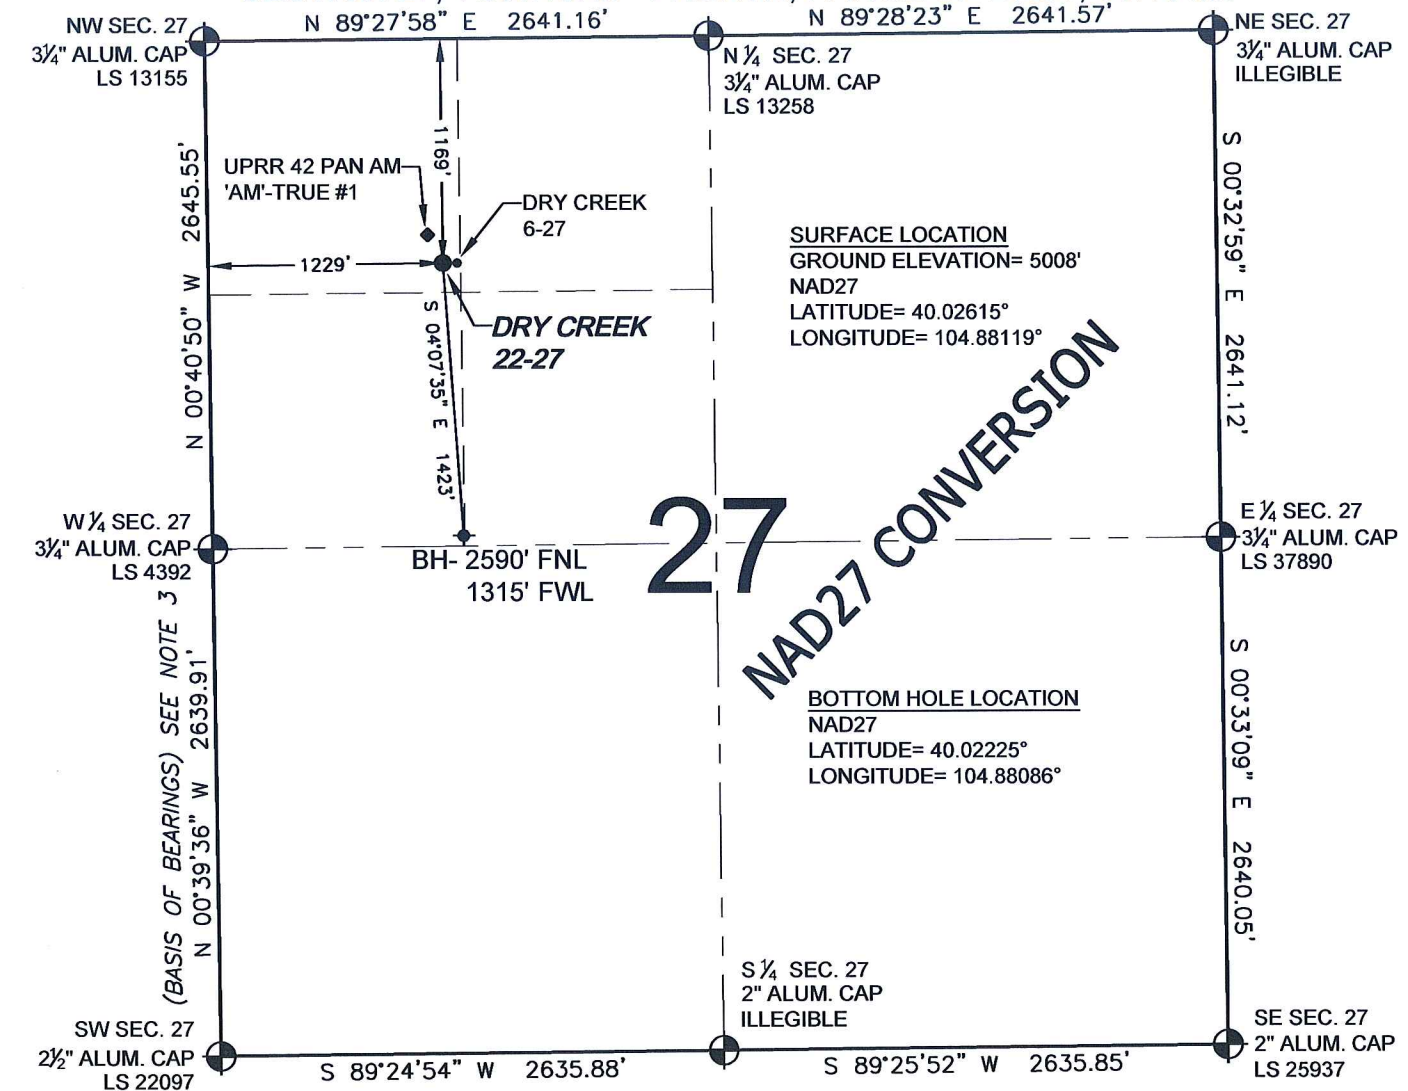 N 89°27'58" E 2641.16'
N 89°28'23" E 2641.57'
NW SEC. 27
3¼" ALUM. CAP
LS 13155
N ¼ SEC. 27
3¼" ALUM. CAP
LS 13258
NE SEC. 27
3¼" ALUM. CAP
ILLEGIBLE
N 00°40'50" W 2645.55'
UPRR 42 PAN AM
'AM'-TRUE #1
1169'
DRY CREEK
6-27
1229'
DRY CREEK
22-27
S 04°07'35" E 1423'
SURFACE LOCATION
GROUND ELEVATION= 5008'
NAD27
LATITUDE= 40.02615°
LONGITUDE= 104.88119°
S 00°32'59" E 2641.12'
NAD27 CONVERSION
W ¼ SEC. 27
3¼" ALUM. CAP
LS 4392
BH- 2590' FNL
1315' FWL
27
E ¼ SEC. 27
3¼" ALUM. CAP
LS 37890
(BASIS OF BEARINGS) SEE NOTE 3
N 00°39'36" W 2639.91'
BOTTOM HOLE LOCATION
NAD27
LATITUDE= 40.02225°
LONGITUDE= 104.88086°
S 00°33'09" E 2640.05'
SW SEC. 27
2½" ALUM. CAP
LS 22097
S ¼ SEC. 27
2" ALUM. CAP
ILLEGIBLE
SE SEC. 27
2" ALUM. CAP
LS 25937
S 89°24'54" W 2635.88'
S 89°25'52" W 2635.85'